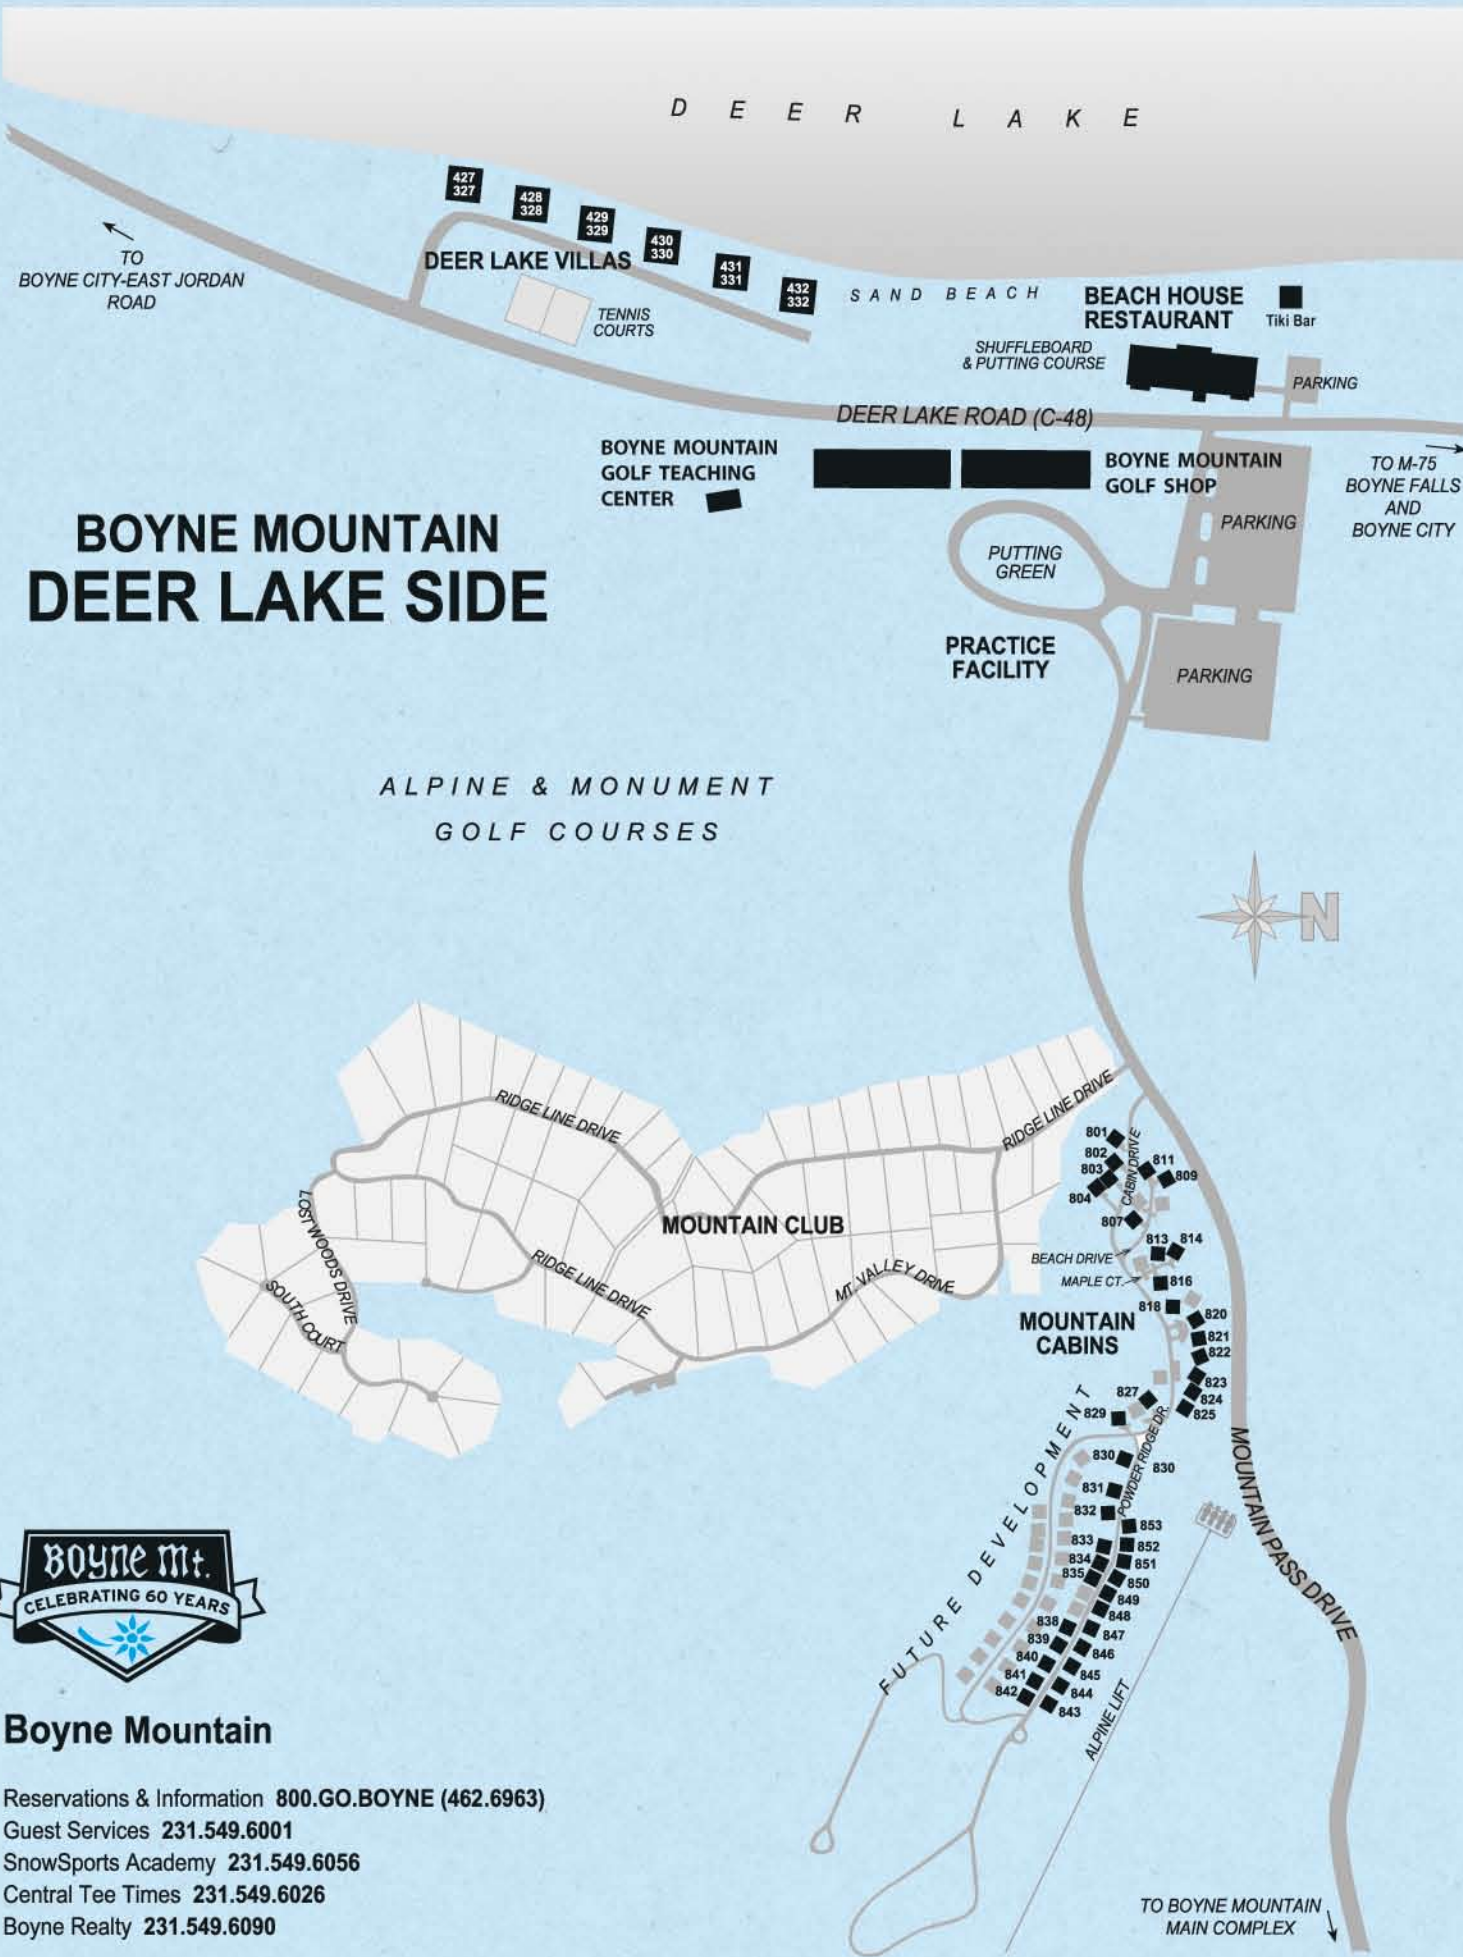 DEER LAKE
427
327
428
328
429
329
430
330
431
331
432
332
DEER LAKE VILLAS
TO
BOYNE CITY-EAST JORDAN
ROAD
TENNIS
COURTS
SAND BEACH
BEACH HOUSE
RESTAURANT
Tiki Bar
SHUFFLEBOARD
& PUTTING COURSE
PARKING
DEER LAKE ROAD (C-48)
BOYNE MOUNTAIN
GOLF TEACHING
CENTER
BOYNE MOUNTAIN
GOLF SHOP
TO M-75
BOYNE FALLS
AND
BOYNE CITY
PARKING
BOYNE MOUNTAIN
DEER LAKE SIDE
PUTTING
GREEN
PRACTICE
FACILITY
PARKING
ALPINE & MONUMENT
GOLF COURSES
N
RIDGE LINE DRIVE
RIDGE LINE DRIVE
LOST WOODS DRIVE
SOUTH COURT
RIDGE LINE DRIVE
MOUNTAIN CLUB
MT. VALLEY DRIVE
801
802
803
804
CABIN DRIVE
811
809
807
813
814
BEACH DRIVE
MAPLE CT.
816
818
820
MOUNTAIN
CABINS
821
822
823
824
825
827
829
POWDER RIDGE DR.
830
830
831
832
853
833
852
834
851
835
850
849
848
838
847
839
846
840
845
841
844
842
843
FUTURE DEVELOPMENT
MOUNTAIN PASS DRIVE
ALPINE LIFT
TO BOYNE MOUNTAIN
MAIN COMPLEX
BOYNE Mt.
CELEBRATING 60 YEARS
Boyne Mountain
Reservations & Information 800.GO.BOYNE (462.6963)
Guest Services 231.549.6001
SnowSports Academy 231.549.6056
Central Tee Times 231.549.6026
Boyne Realty 231.549.6090